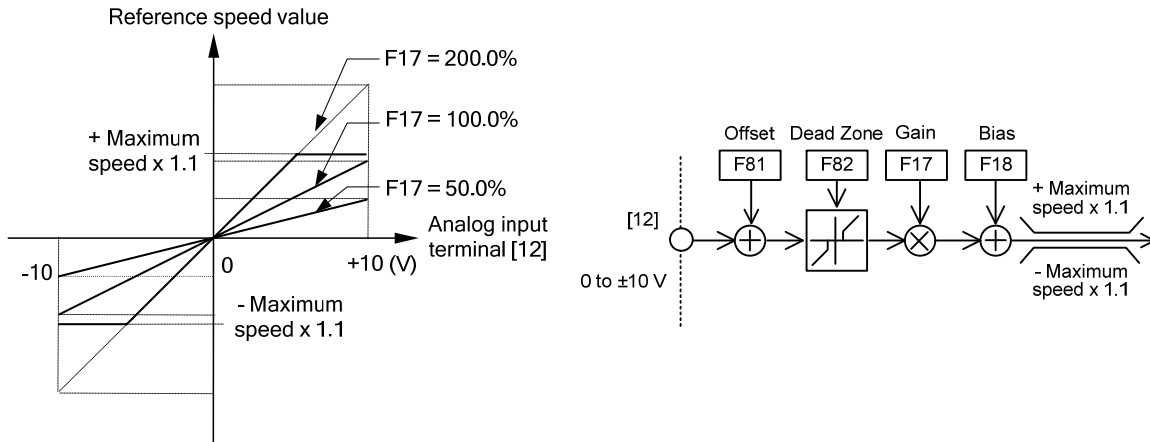 Reference speed value
F17 = 200.0%
F17 = 100.0%
F17 = 50.0%
+ Maximum
speed x 1.1
Analog input
terminal [12]
-10
0
+10 (V)
- Maximum
speed x 1.1
Offset
Dead Zone
Gain
Bias
F81
F82
F17
F18
[12]
0 to ±10 V
+ Maximum
speed x 1.1
- Maximum
speed x 1.1